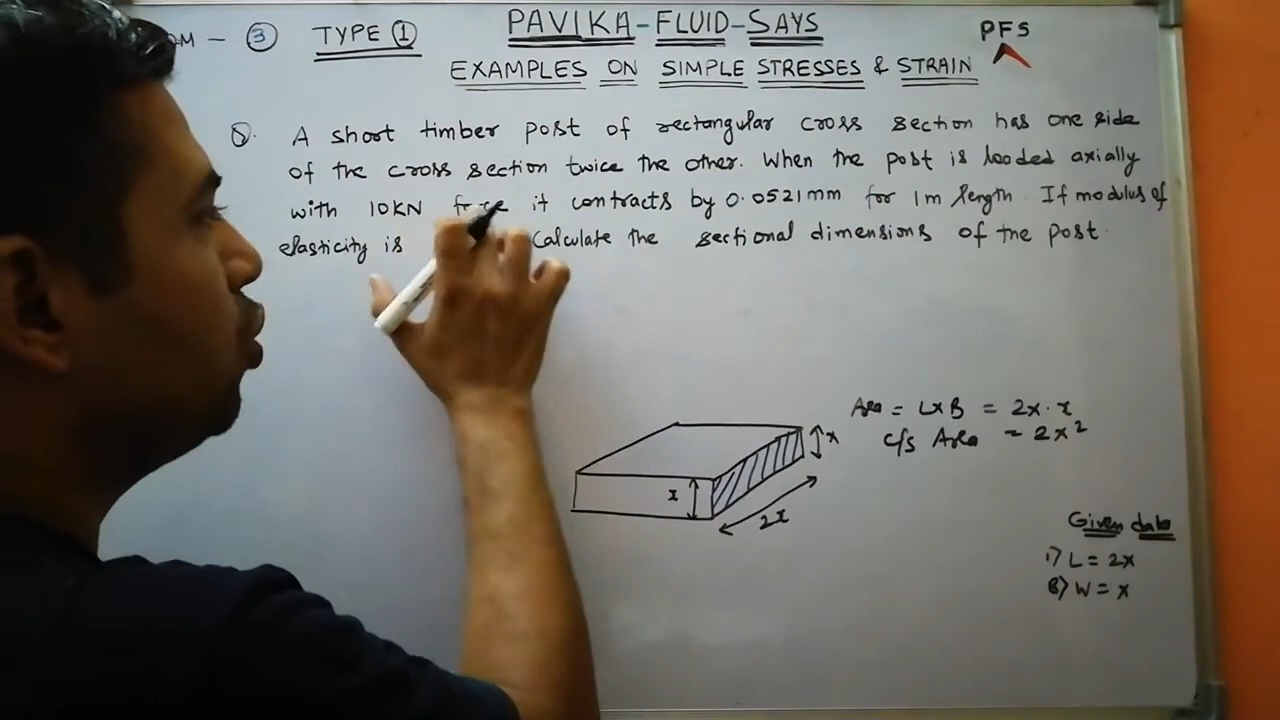 PAVIKA-FLUID-SAYS
PFS
③ TYPE ①
EXAMPLES ON SIMPLE STRESSES & STRAIN
Q. A short timber post of rectangular cross section has one side
of the cross section twice the other. When the post is loaded axially
with 10KN it contracts by 0.0521mm for 1m length If modulus of
elasticity is Calculate the sectional dimensions of the post.
Area = L×B = 2x·x
c/s Area = 2x²
x
x
2x
Given data
1) L = 2x
B) W = x